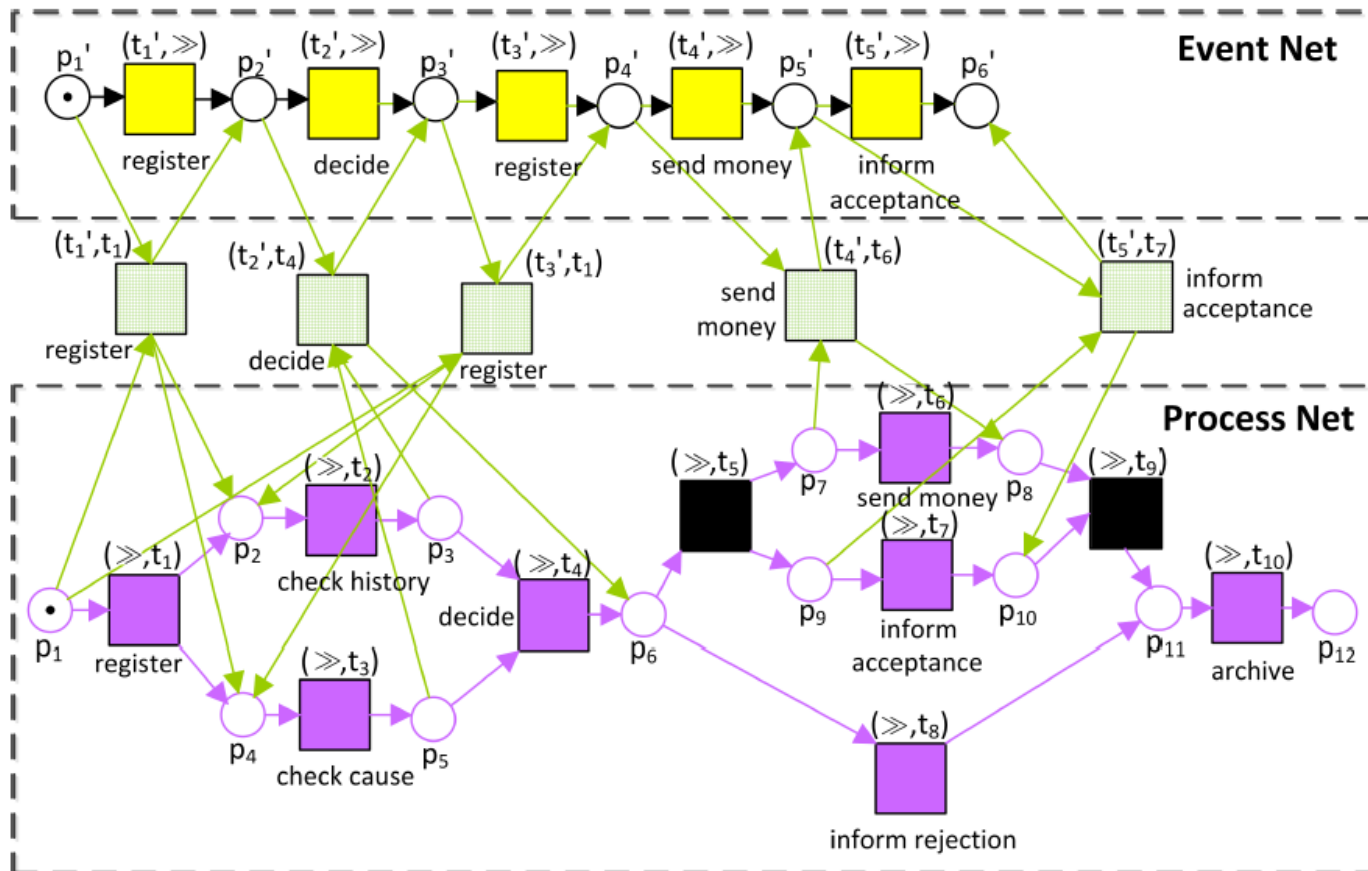 Event Net
p₁'
(t₁',≫)
p₂'
(t₂',≫)
p₃'
(t₃',≫)
p₄'
(t₄',≫)
p₅'
(t₅',≫)
p₆'
register
decide
register
send money
inform
acceptance
(t₁',t₁)
register
(t₂',t₄)
decide
(t₃',t₁)
register
(t₄',t₆)
send
money
(t₅',t₇)
inform
acceptance
Process Net
p₁
(≫,t₁)
register
p₂
(≫,t₂)
check history
p₃
p₄
(≫,t₃)
check cause
p₅
(≫,t₄)
decide
p₆
(≫,t₅)
p₇
(≫,t₆)
send money
p₈
p₉
(≫,t₇)
inform
acceptance
p₁₀
(≫,t₈)
inform rejection
(≫,t₉)
p₁₁
(≫,t₁₀)
archive
p₁₂